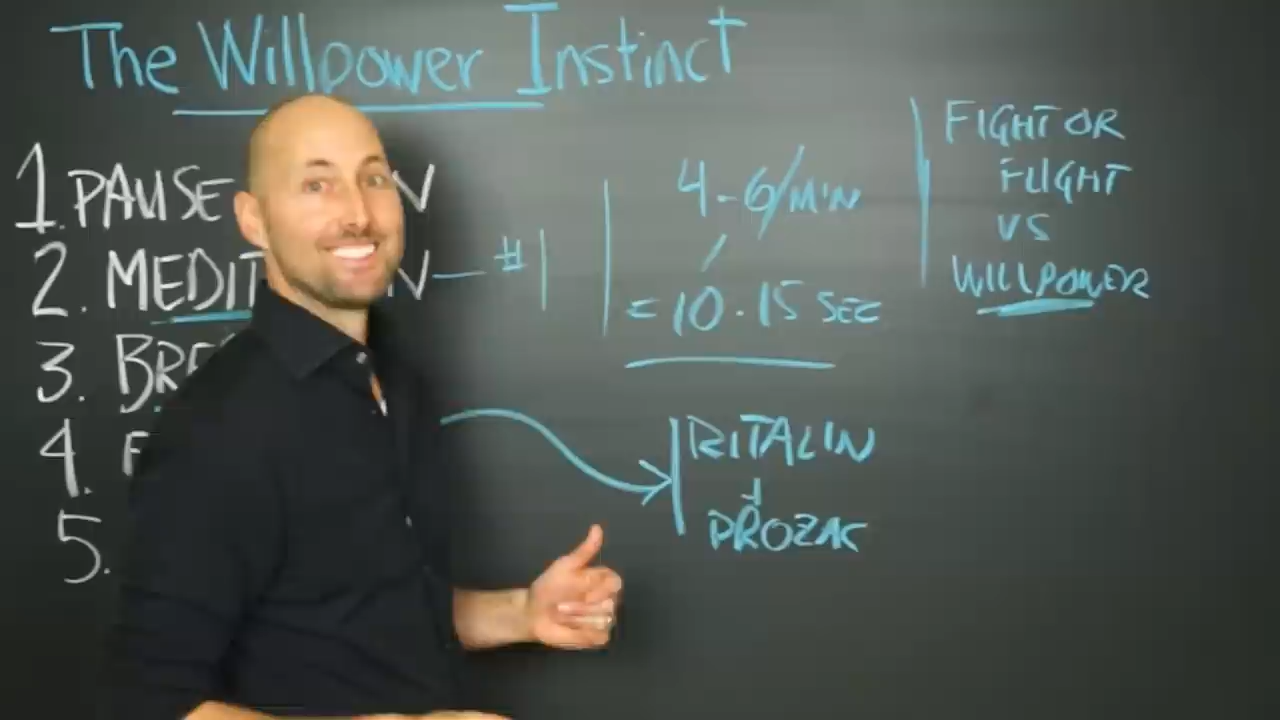 The Willpower Instinct
1. PAUSE
2. MEDIT N — #1
3. BRE
4.
5.
4-6/MIN
= 10-15 SEC
RITALIN
+
PROZAC
FIGHT OR
FLIGHT
VS
WILLPOWER